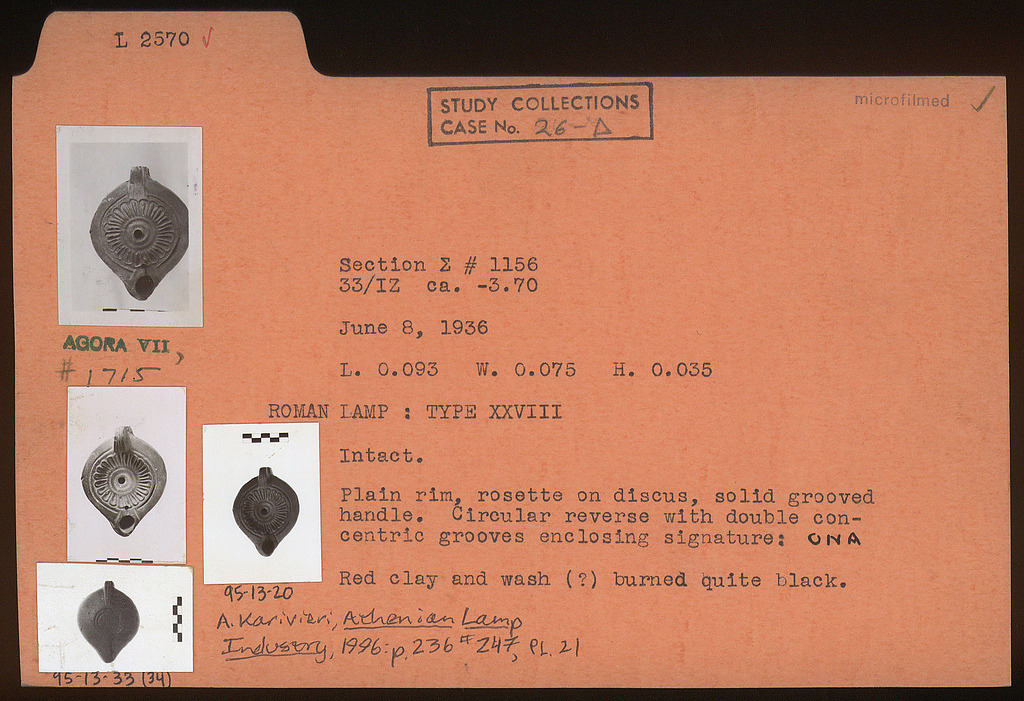 L 2570 ✓
STUDY COLLECTIONS
CASE No. 26-Δ
microfilmed ✓
AGORA VII,
# 1715
Section Σ # 1156
33/ΙΖ ca. -3.70
June 8, 1936
L. 0.093 W. 0.075 H. 0.035
ROMAN LAMP : TYPE XXVIII
Intact.
Plain rim, rosette on discus, solid grooved
handle. Circular reverse with double con-
centric grooves enclosing signature: ϹΝΑ
Red clay and wash (?) burned quite black.
95-13-20
A. Karivieri, Athenian Lamp
Industry, 1996: p. 236 # 247, Pl. 21
95-13-33 (34)